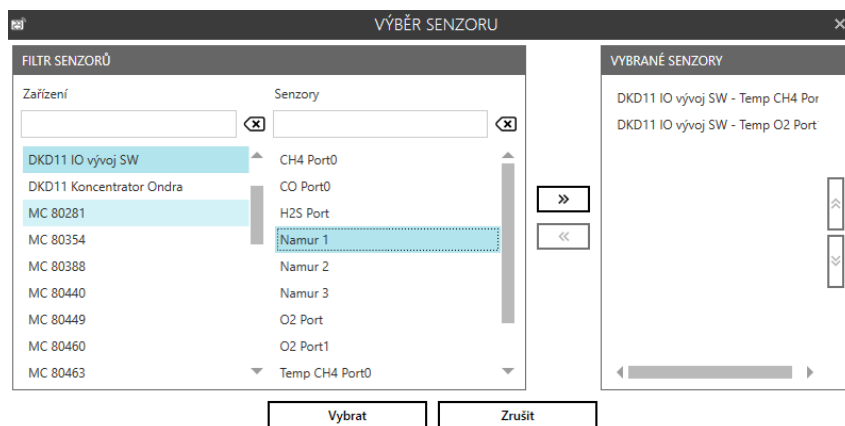 VÝBĚR SENZORU
FILTR SENZORŮ
Zařízení
Senzory
DKD11 IO vývoj SW
DKD11 Koncentrator Ondra
MC 80281
MC 80354
MC 80388
MC 80440
MC 80449
MC 80460
MC 80463
CH4 Port0
CO Port0
H2S Port
Namur 1
Namur 2
Namur 3
O2 Port
O2 Port1
Temp CH4 Port0
VYBRANÉ SENZORY
DKD11 IO vývoj SW - Temp CH4 Por
DKD11 IO vývoj SW - Temp O2 Port
Vybrat
Zrušit